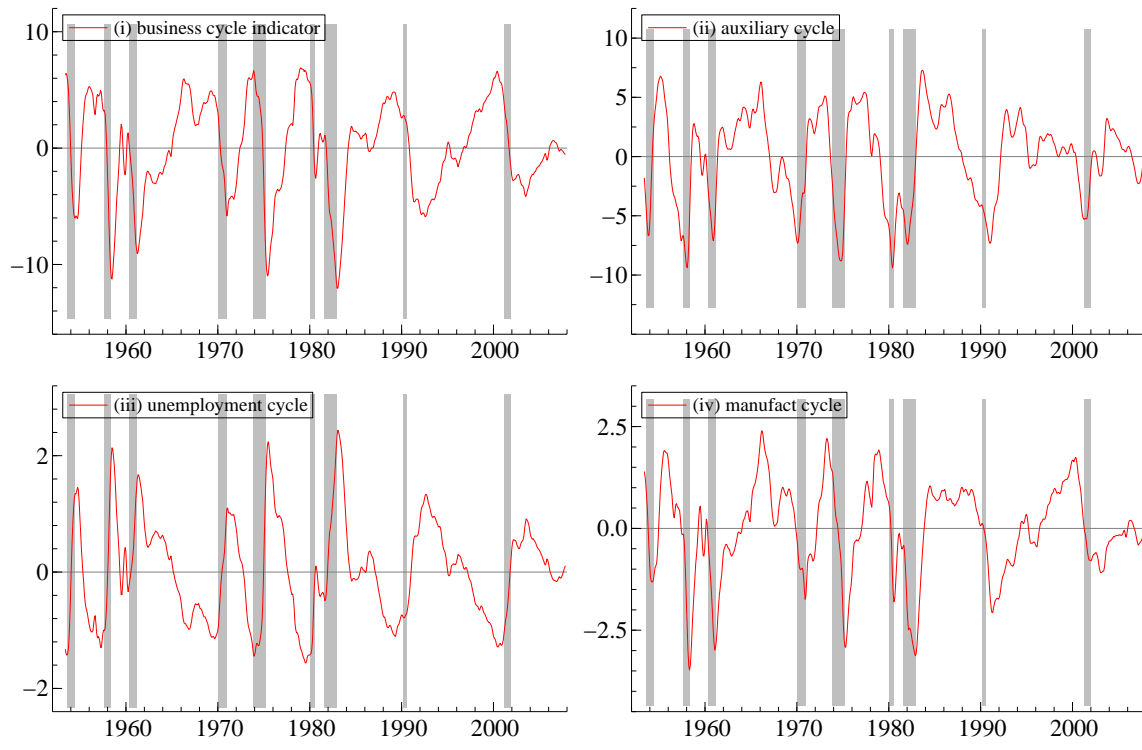 (i) business cycle indicator
10
0
−10
1960 1970 1980 1990 2000
(ii) auxiliary cycle
10
5
0
−5
−10
1960 1970 1980 1990 2000
(iii) unemployment cycle
2
0
−2
1960 1970 1980 1990 2000
(iv) manufact cycle
2.5
0.0
−2.5
1960 1970 1980 1990 2000